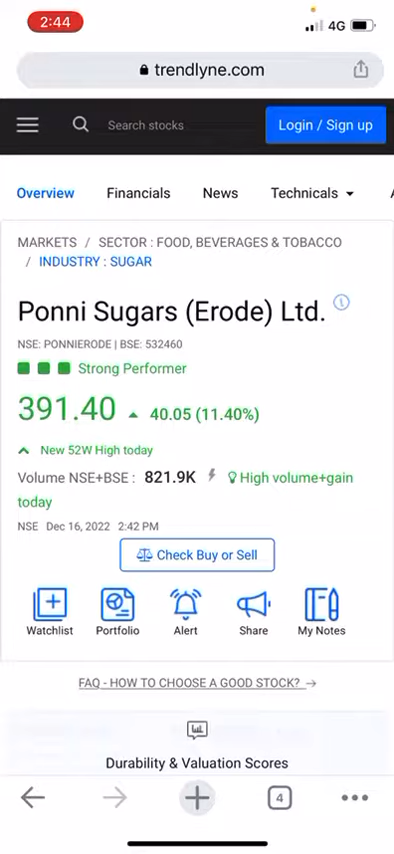 2:44
4G
trendlyne.com
Search stocks
Login / Sign up
Overview Financials News Technicals A
MARKETS / SECTOR : FOOD, BEVERAGES & TOBACCO
/ INDUSTRY : SUGAR
Ponni Sugars (Erode) Ltd.
NSE: PONNIERODE | BSE: 532460
Strong Performer
391.40 40.05 (11.40%)
New 52W High today
Volume NSE+BSE : 821.9K High volume+gain
today
NSE Dec 16, 2022 2:42 PM
Check Buy or Sell
Watchlist Portfolio Alert Share My Notes
FAQ - HOW TO CHOOSE A GOOD STOCK? →
Durability & Valuation Scores
4